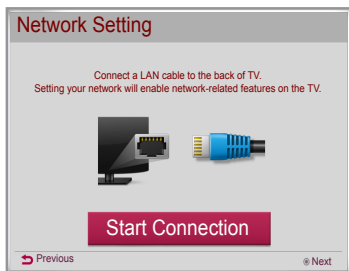 Network Setting
Connect a LAN cable to the back of TV.
Setting your network will enable network-related features on the TV.
Start Connection
Previous
Next